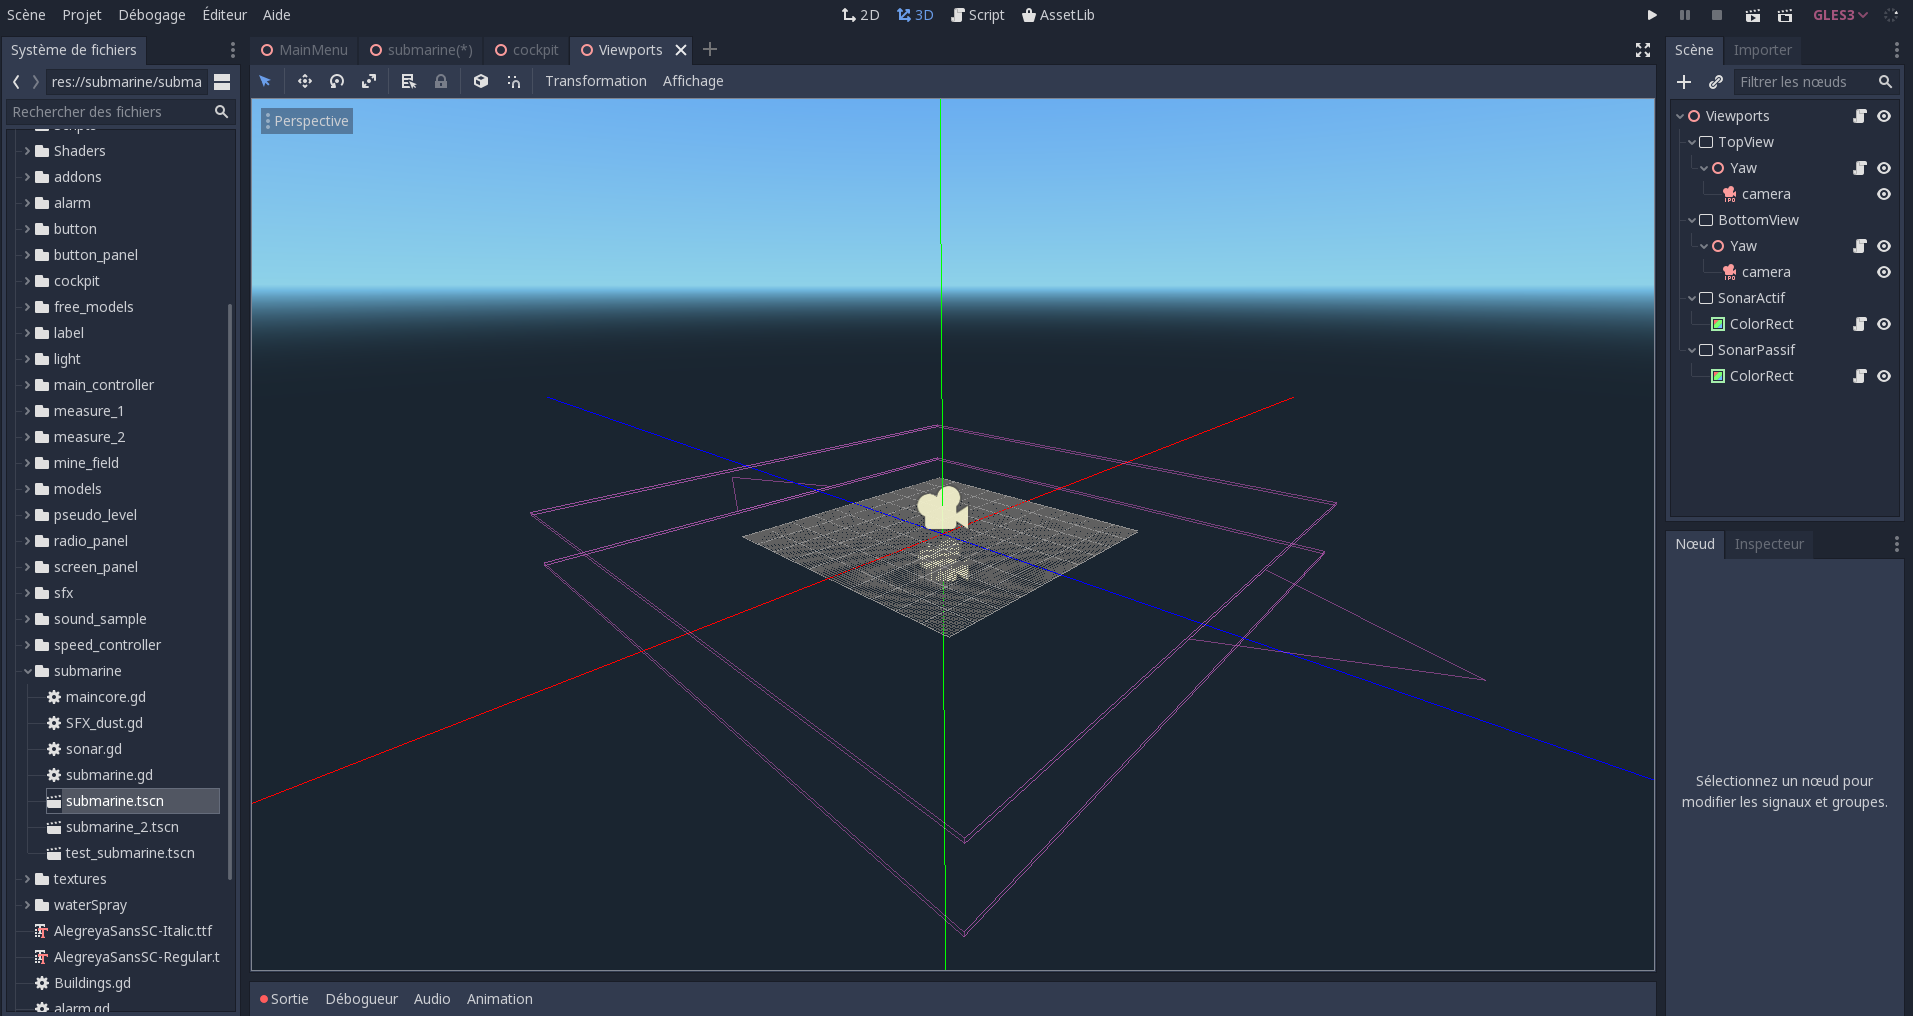 Scène Projet Débogage Éditeur Aide
2D 3D Script AssetLib
GLES3
Système de fichiers
res://submarine/subma
Rechercher des fichiers
Scripts
Shaders
addons
alarm
button
button_panel
cockpit
free_models
label
light
main_controller
measure_1
measure_2
mine_field
models
pseudo_level
radio_panel
screen_panel
sfx
sound_sample
speed_controller
submarine
maincore.gd
SFX_dust.gd
sonar.gd
submarine.gd
submarine.tscn
submarine_2.tscn
test_submarine.tscn
textures
waterSpray
AlegreyaSansSC-Italic.ttf
AlegreyaSansSC-Regular.t
Buildings.gd
alarm.gd
MainMenu submarine(*) cockpit Viewports
Transformation Affichage
Perspective
Sortie Débogueur Audio Animation
Scène Importer
Filtrer les nœuds
Viewports
TopView
Yaw
camera
BottomView
Yaw
camera
SonarActif
ColorRect
SonarPassif
ColorRect
Nœud Inspecteur
Sélectionnez un nœud pour
modifier les signaux et groupes.